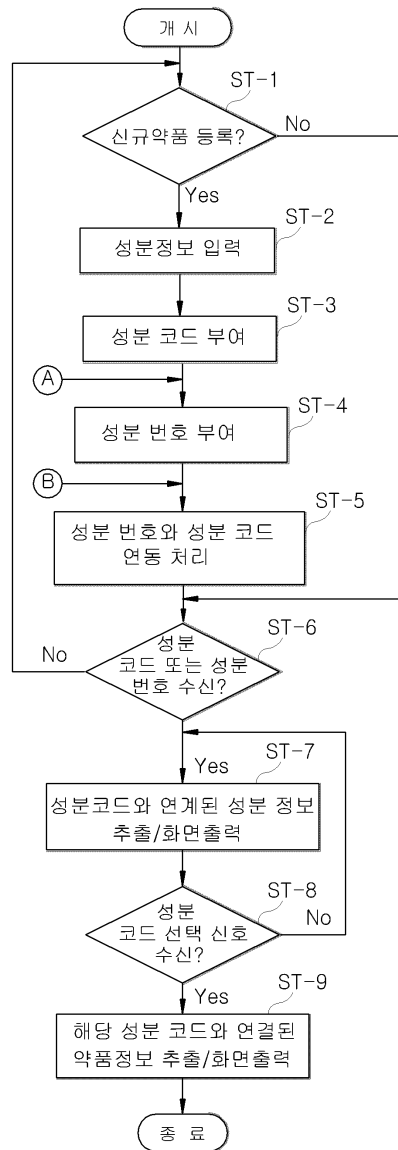 개 시
ST-1
신규약품 등록?
No
Yes
ST-2
성분정보 입력
ST-3
성분 코드 부여
A
ST-4
성분 번호 부여
B
ST-5
성분 번호와 성분 코드
연동 처리
ST-6
성분
코드 또는 성분
번호 수신?
No
Yes
ST-7
성분코드와 연계된 성분 정보
추출/화면출력
ST-8
성분
코드 선택 신호
수신?
No
Yes
ST-9
해당 성분 코드와 연결된
약품정보 추출/화면출력
종 료